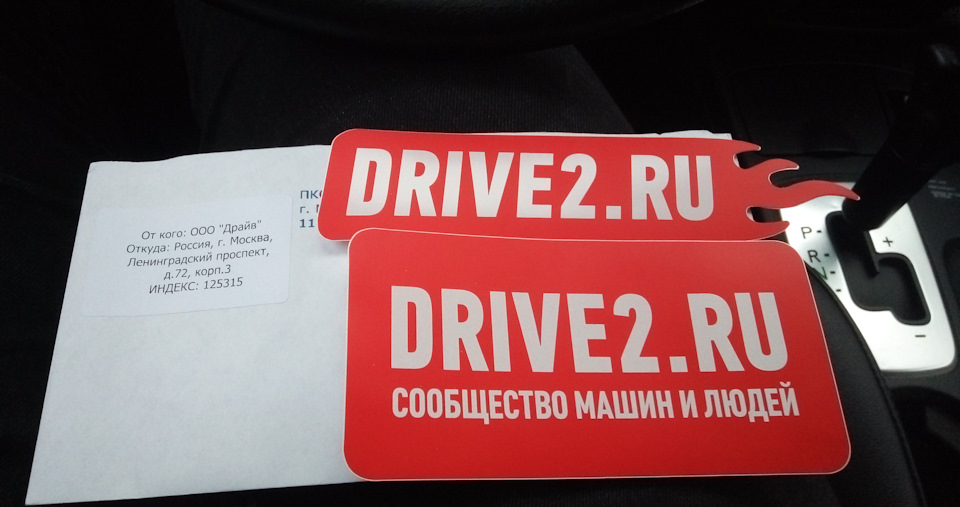 От кого: ООО "Драйв"
Откуда: Россия, г. Москва,
Ленинградский проспект,
д.72, корп.3
ИНДЕКС: 125315
г.
11
DRIVE2.RU
DRIVE2.RU
СООБЩЕСТВО МАШИН И ЛЮДЕЙ
P-
R-
N-
+
-